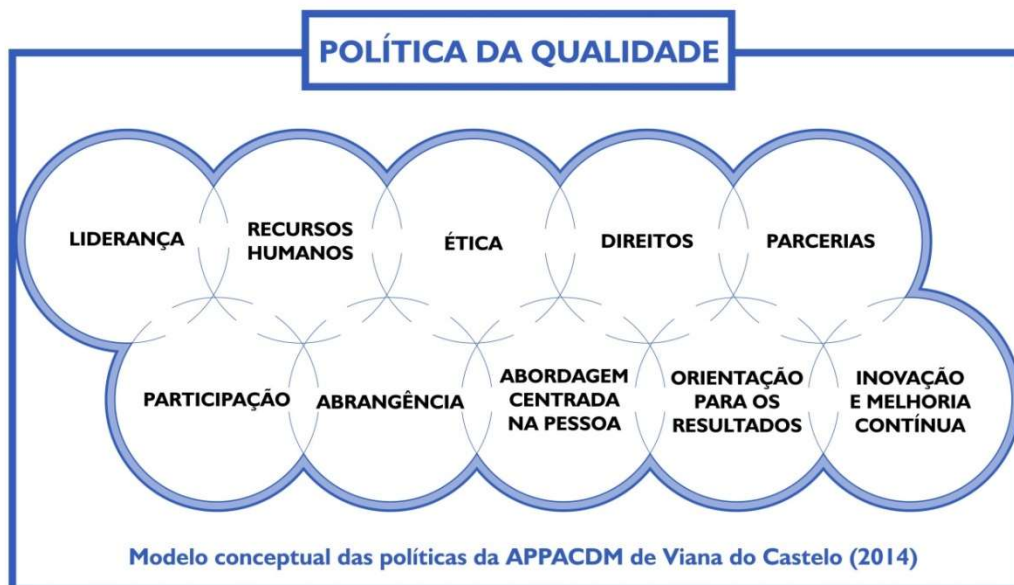 POLÍTICA DA QUALIDADE
LIDERANÇA
RECURSOS
HUMANOS
ÉTICA
DIREITOS
PARCERIAS
PARTICIPAÇÃO
ABRANGÊNCIA
ABORDAGEM
CENTRADA
NA PESSOA
ORIENTAÇÃO
PARA OS
RESULTADOS
INOVAÇÃO
E MELHORIA
CONTÍNUA
Modelo conceptual das políticas da APPACDM de Viana do Castelo (2014)